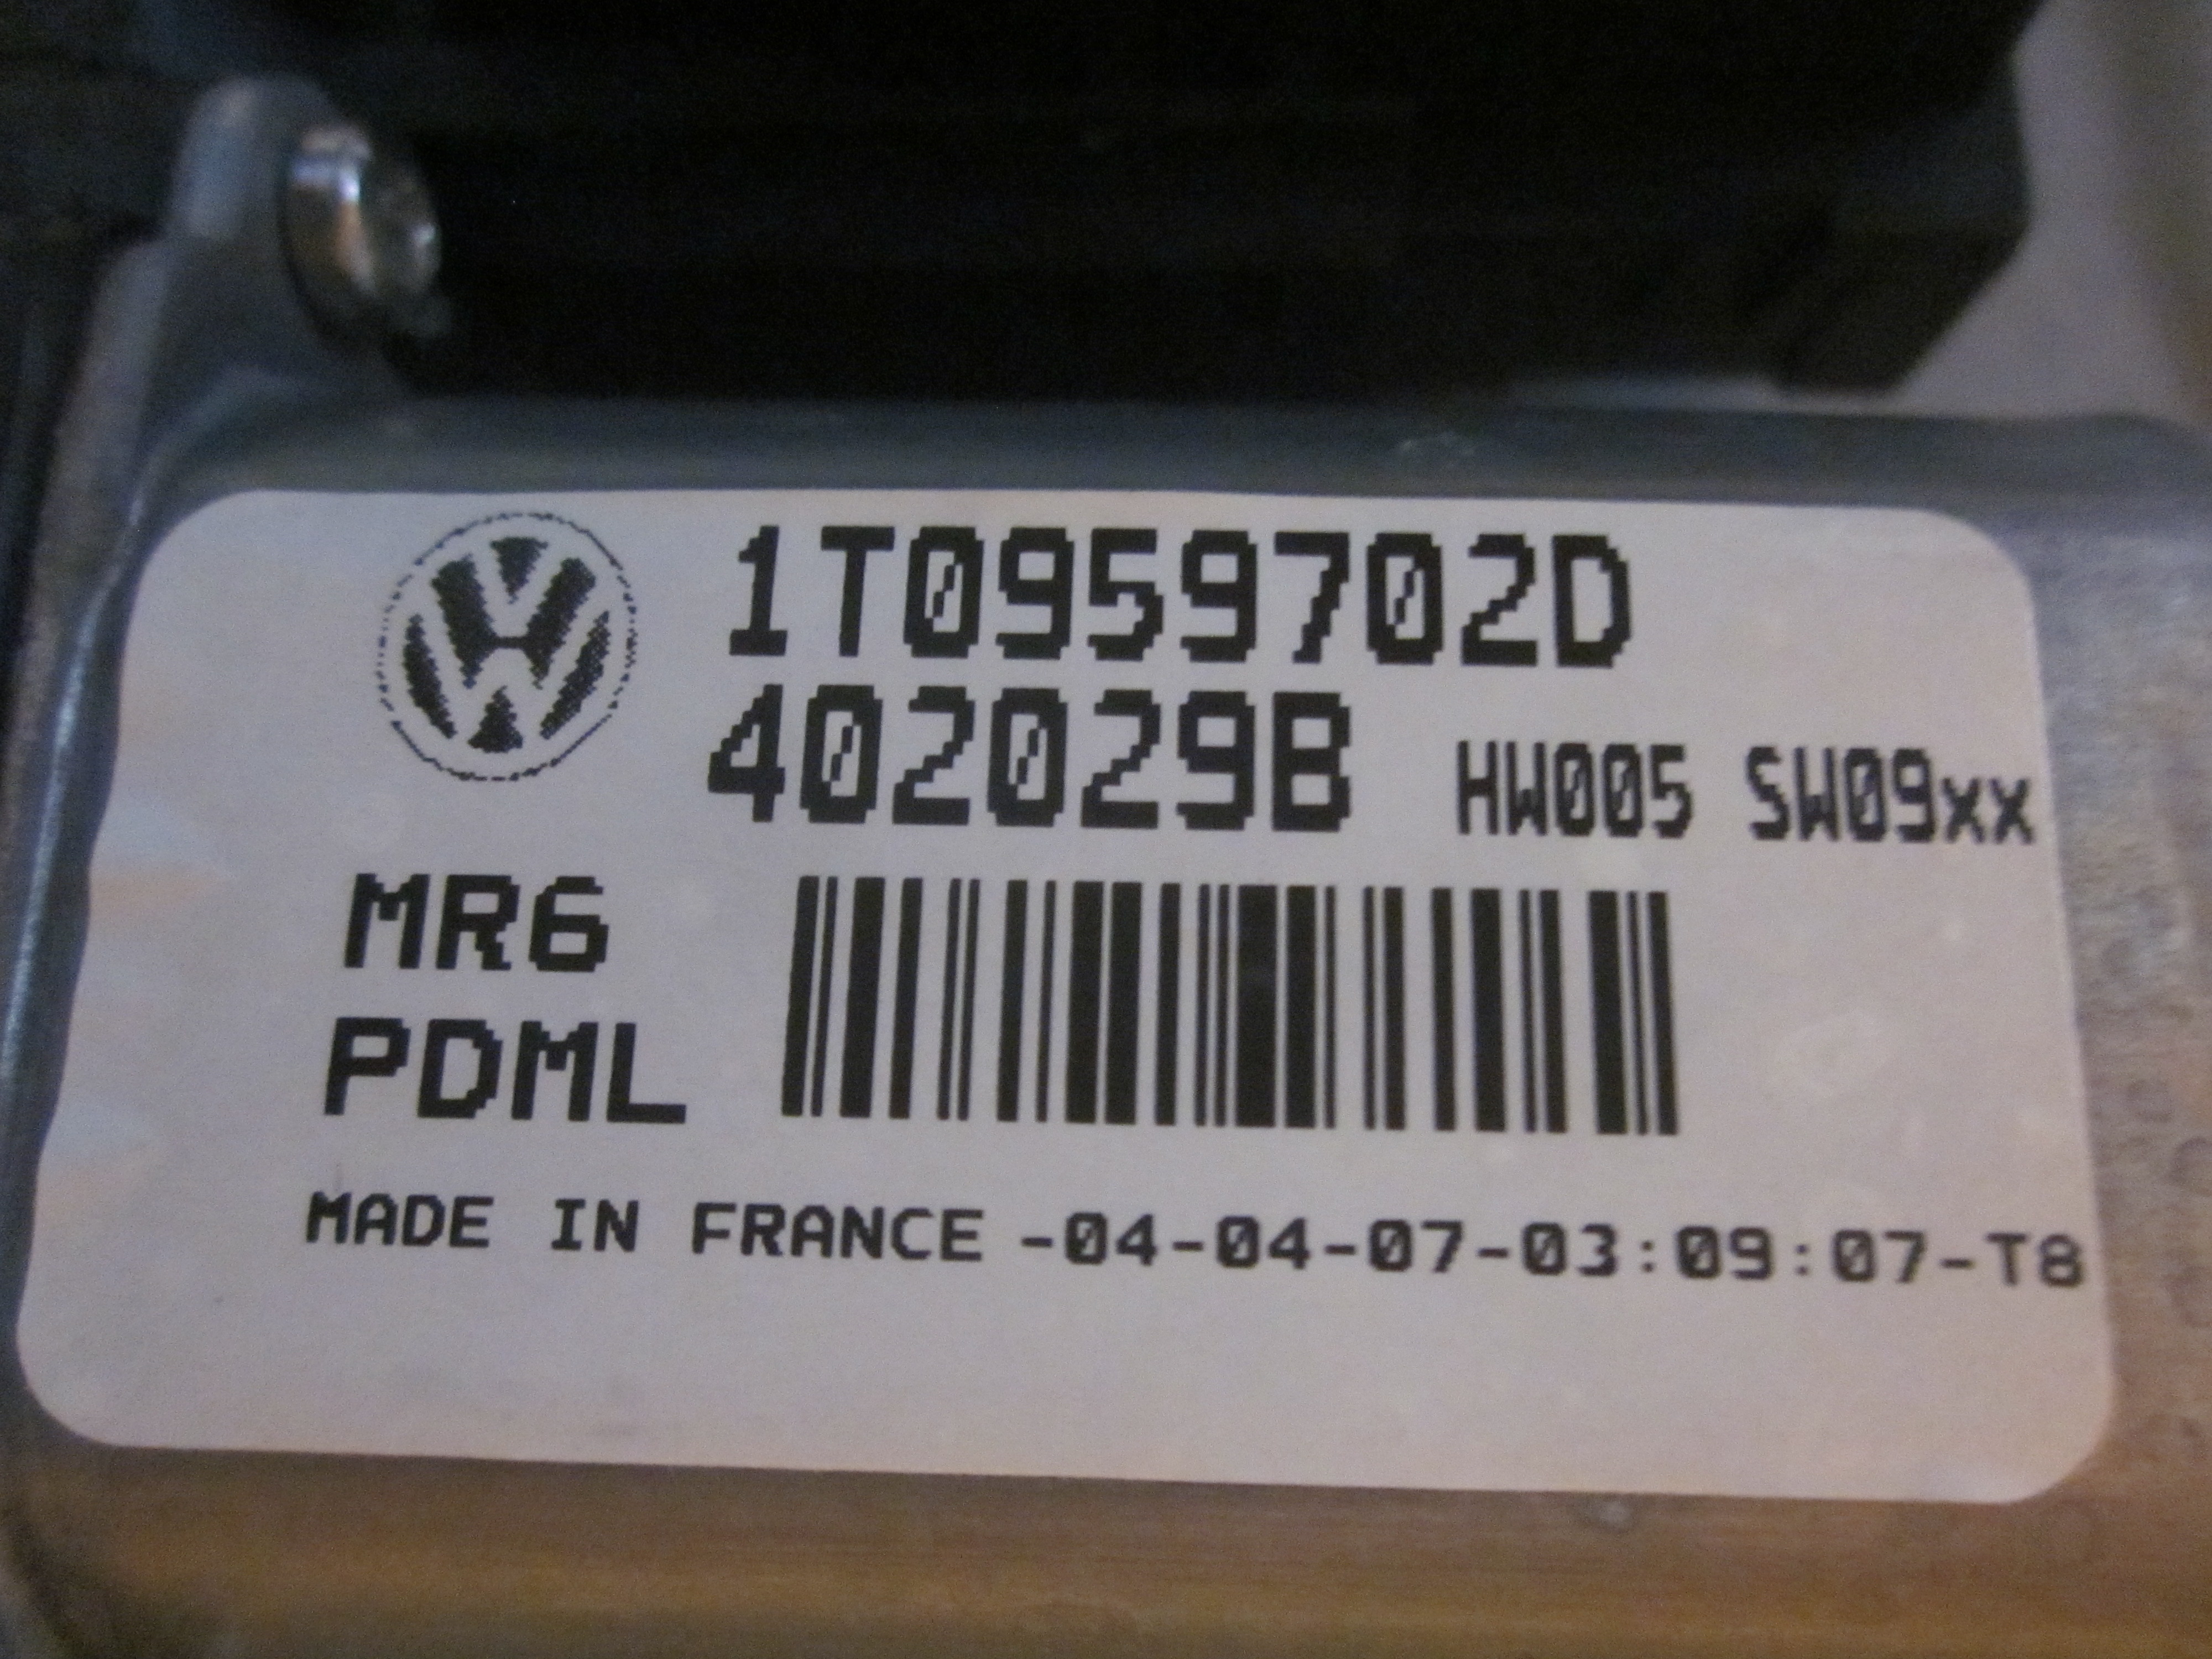 1T0959702D
402029B HW005 SW09xx
MR6
PDML
MADE IN FRANCE -04-04-07-03:09:07-T8